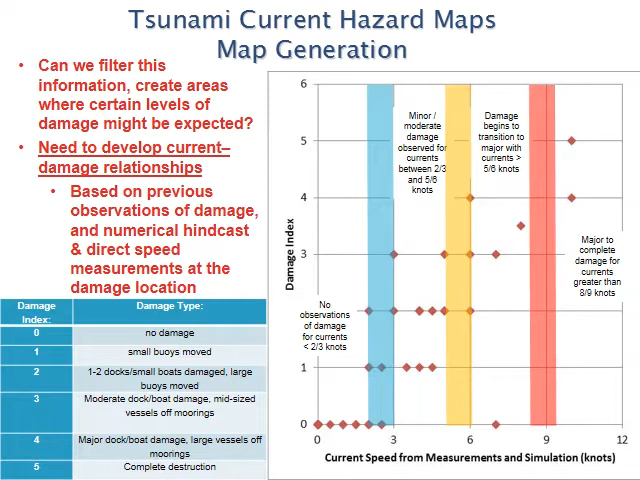 Tsunami Current Hazard Maps
Map Generation
• Can we filter this
information, create areas
where certain levels of
damage might be expected?
• Need to develop current–
damage relationships
• Based on previous
observations of damage,
and numerical hindcast
& direct speed
measurements at the
damage location
Damage
Index:
Damage Type:
0
no damage
1
small buoys moved
2
1-2 docks/small boats damaged, large
buoys moved
3
Moderate dock/boat damage, mid-sized
vessels off moorings
4
Major dock/boat damage, large vessels off
moorings
5
Complete destruction
Damage Index
6
5
4
3
2
1
0
Minor /
moderate
damage
observed for
currents
between 2/3
and 5/6
knots
Damage
begins to
transition to
major with
currents >
5/6 knots
Major to
complete
damage for
currents
greater than
8/9 knots
No
observations
of damage
for currents
< 2/3 knots
0
3
6
9
12
Current Speed from Measurements and Simulation (knots)